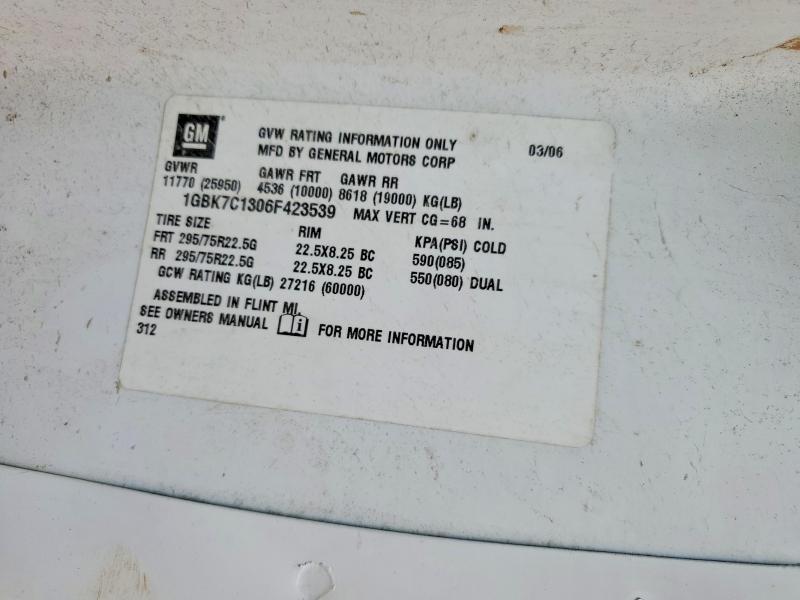 GM
GVW RATING INFORMATION ONLY
MFD BY GENERAL MOTORS CORP
03/06
GVWR GAWR FRT GAWR RR
11770 (25950) 4536 (10000) 8618 (19000) KG(LB)
1GBK7C1306F423539 MAX VERT CG=68 IN.
TIRE SIZE RIM KPA(PSI) COLD
FRT 295/75R22.5G 22.5X8.25 BC 590(085)
RR 295/75R22.5G 22.5X8.25 BC 550(080) DUAL
GCW RATING KG(LB) 27216 (60000)
ASSEMBLED IN FLINT MI.
SEE OWNERS MANUAL i FOR MORE INFORMATION
312